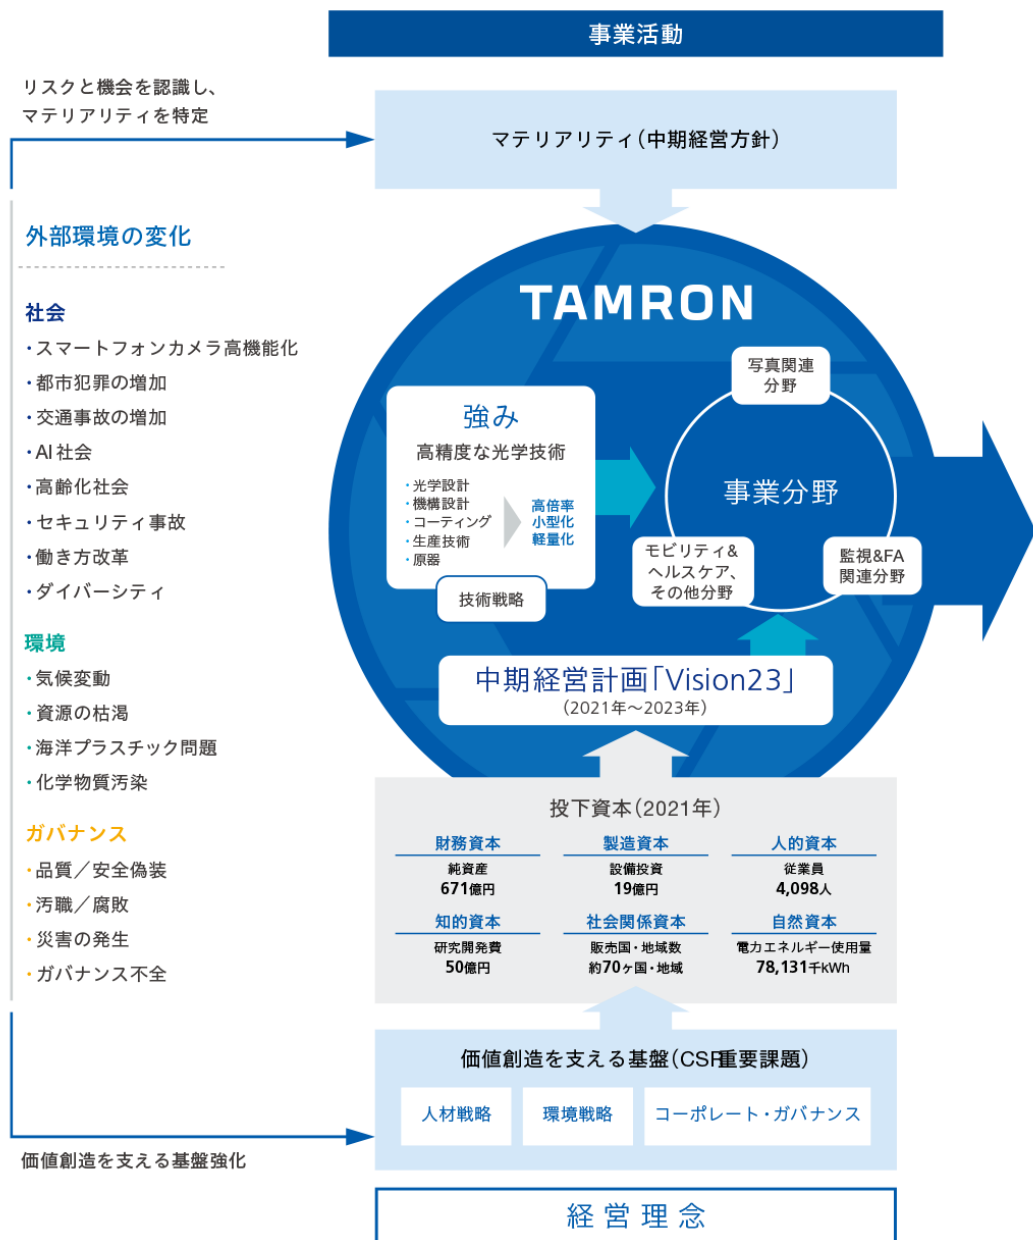 事業活動
リスクと機会を認識し、
マテリアリティを特定
マテリアリティ（中期経営方針）
外部環境の変化
社会
・スマートフォンカメラ高機能化
・都市犯罪の増加
・交通事故の増加
・AI社会
・高齢化社会
・セキュリティ事故
・働き方改革
・ダイバーシティ
環境
・気候変動
・資源の枯渇
・海洋プラスチック問題
・化学物質汚染
ガバナンス
・品質／安全偽装
・汚職／腐敗
・災害の発生
・ガバナンス不全
価値創造を支える基盤強化
TAMRON
強み
高精度な光学技術
・光学設計
・機構設計
・コーティング
・生産技術
・原器
高倍率
小型化
軽量化
技術戦略
事業分野
写真関連
分野
モビリティ&
ヘルスケア、
その他分野
監視&FA
関連分野
中期経営計画「Vision23」
（2021年～2023年）
投下資本（2021年）
財務資本
純資産
671億円
製造資本
設備投資
19億円
人的資本
従業員
4,098人
知的資本
研究開発費
50億円
社会関係資本
販売国・地域数
約70ヶ国・地域
自然資本
電力エネルギー使用量
78,131千kWh
価値創造を支える基盤（CSR重要課題）
人材戦略
環境戦略
コーポレート・ガバナンス
経営理念